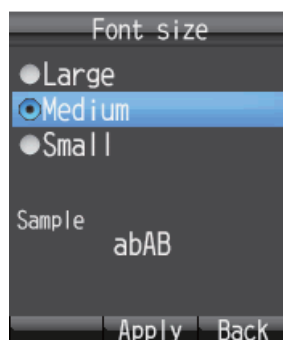 Font size
Large
Medium
Small
Sample
abAB
Apply Back